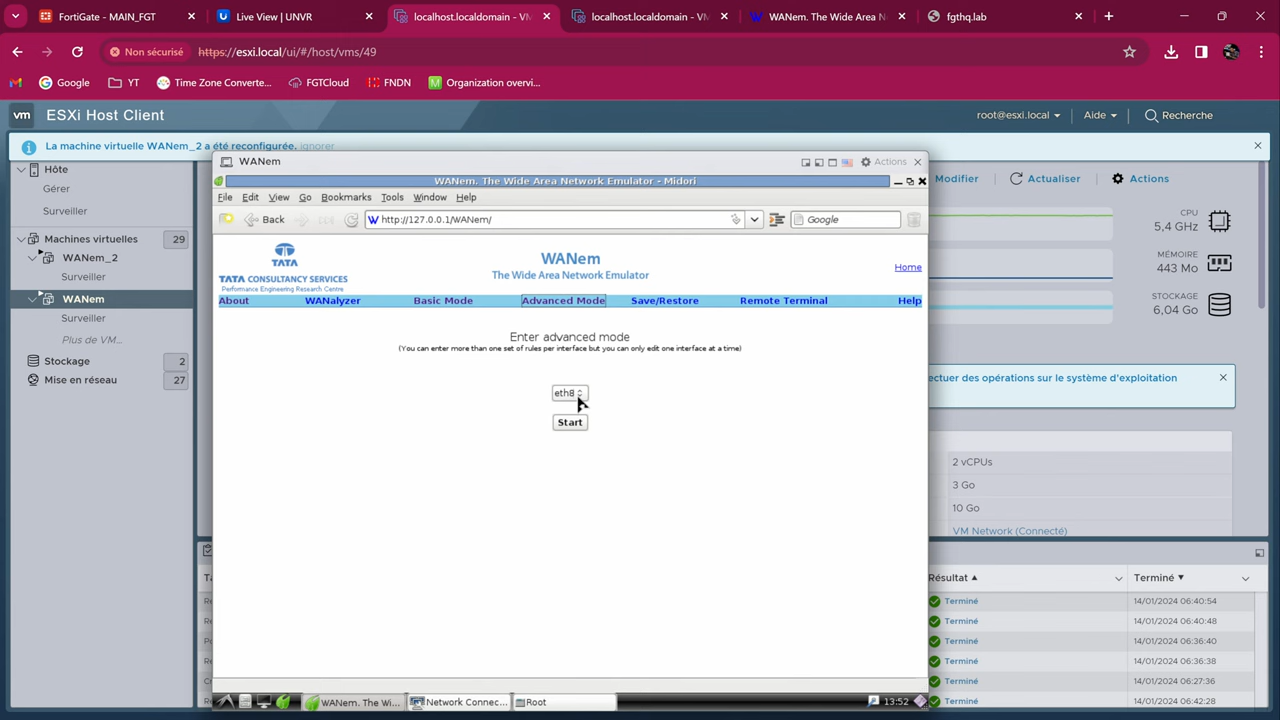 FortiGate - MAIN_FGT
Live View | UNVR
localhost.localdomain - VM
localhost.localdomain - VM
WANem. The Wide Area N
fgthq.lab
Non sécurisé
https://esxi.local/ui/#/host/vms/49
Google
YT
Time Zone Converte...
FGTCloud
FNDN
Organization overvi...
vm
ESXi Host Client
root@esxi.local
Aide
Recherche
La machine virtuelle WANem_2 a été reconfigurée. ignorer
Hôte
Gérer
Surveiller
Machines virtuelles
29
WANem_2
Surveiller
WANem
Surveiller
Plus de VM...
Stockage
2
Mise en réseau
27
WANem
Actions
WANem. The Wide Area Network Emulator - Midori
File
Edit
View
Go
Bookmarks
Tools
Window
Help
Back
http://127.0.0.1/WANem/
Google
TATA
TATA CONSULTANCY SERVICES
Performance Engineering Research Centre
WANem
The Wide Area Network Emulator
Home
About
WANalyzer
Basic Mode
Advanced Mode
Save/Restore
Remote Terminal
Help
Enter advanced mode
(You can enter more than one set of rules per interface but you can only edit one interface at a time)
eth8
Start
WANem. The Wi...
Network Connec...
Root
13:52
Modifier
Actualiser
Actions
CPU
5,4 GHz
MÉMOIRE
443 Mo
STOCKAGE
6,04 Go
ectuer des opérations sur le système d'exploitation
2 vCPUs
3 Go
10 Go
VM Network (Connecté)
Résultat
Terminé
Terminé
14/01/2024 06:40:54
Terminé
14/01/2024 06:40:48
Terminé
14/01/2024 06:36:40
Terminé
14/01/2024 06:36:38
Terminé
14/01/2024 06:27:36
Terminé
14/01/2024 06:42:28